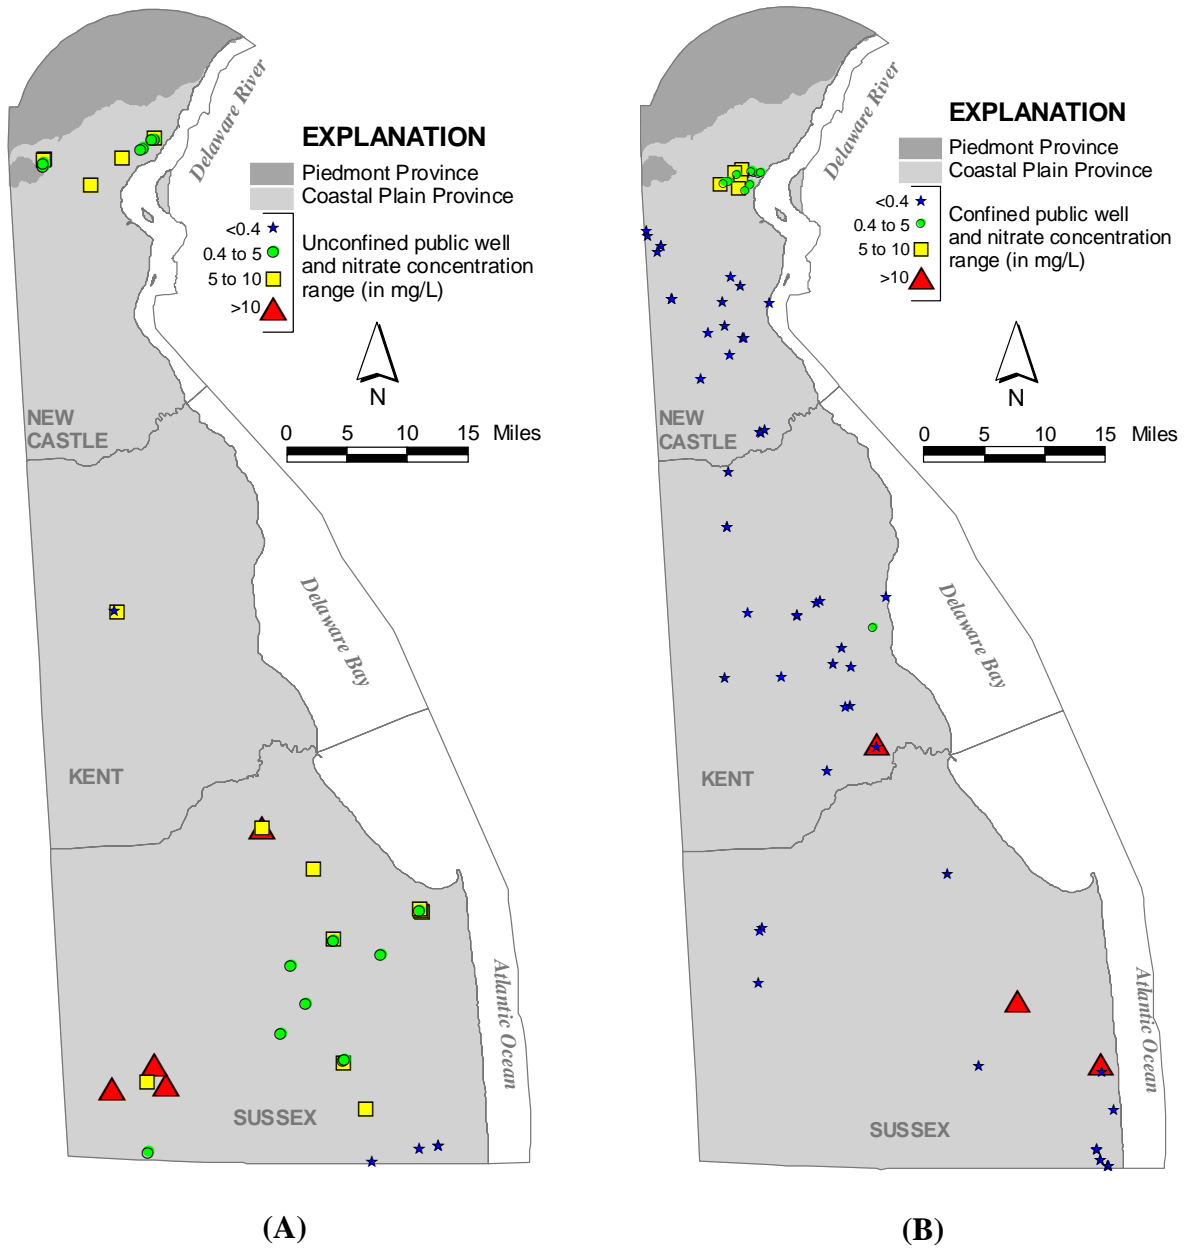 Delaware River
EXPLANATION
Piedmont Province
Coastal Plain Province
<0.4
0.4 to 5
5 to 10
>10
Unconfined public well
and nitrate concentration
range (in mg/L)
N
0 5 10 15 Miles
NEW
CASTLE
Delaware Bay
KENT
Atlantic Ocean
SUSSEX
(A)
Delaware River
EXPLANATION
Piedmont Province
Coastal Plain Province
<0.4
0.4 to 5
5 to 10
>10
Confined public well
and nitrate concentration
range (in mg/L)
N
0 5 10 15 Miles
NEW
CASTLE
Delaware Bay
KENT
Atlantic Ocean
SUSSEX
(B)